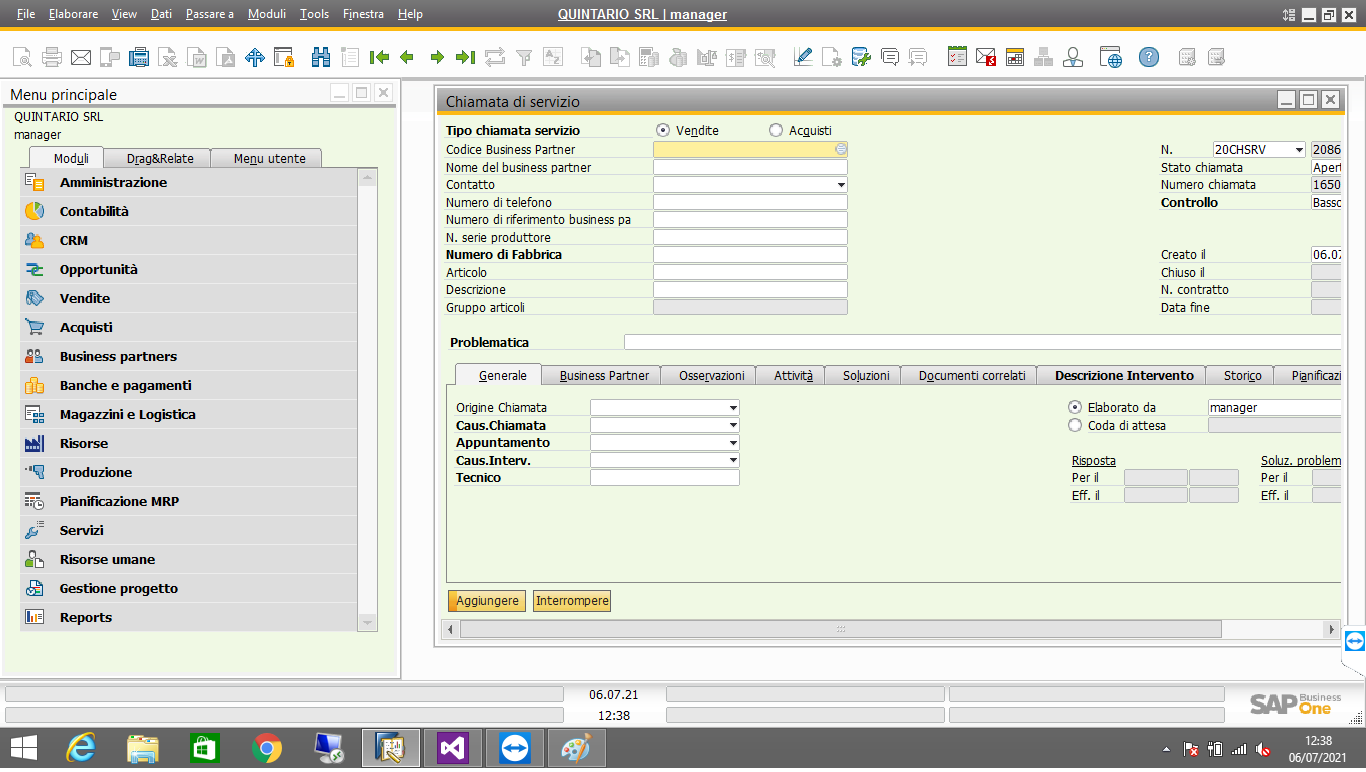 File Elaborare View Dati Passare a Moduli Tools Finestra Help QUINTARIO SRL | manager
Menu principale
QUINTARIO SRL
manager
Moduli Drag&Relate Menu utente
Amministrazione
Contabilità
CRM
Opportunità
Vendite
Acquisti
Business partners
Banche e pagamenti
Magazzini e Logistica
Risorse
Produzione
Pianificazione MRP
Servizi
Risorse umane
Gestione progetto
Reports
Chiamata di servizio
Tipo chiamata servizio Vendite Acquisti
Codice Business Partner N. 20CHSRV 2086
Nome del business partner Stato chiamata Apert
Contatto Numero chiamata 1650
Numero di telefono Controllo Basso
Numero di riferimento business pa
N. serie produttore
Numero di Fabbrica Creato il 06.07
Articolo Chiuso il
Descrizione N. contratto
Gruppo articoli Data fine
Problematica
Generale Business Partner Osservazioni Attività Soluzioni Documenti correlati Descrizione Intervento Storico Pianificazi
Origine Chiamata Elaborato da manager
Caus.Chiamata Coda di attesa
Appuntamento
Caus.Interv. Risposta Soluz. problem
Tecnico Per il Per il
Eff. il Eff. il
Aggiungere Interrompere
06.07.21
12:38
SAP Business One
12:38
06/07/2021